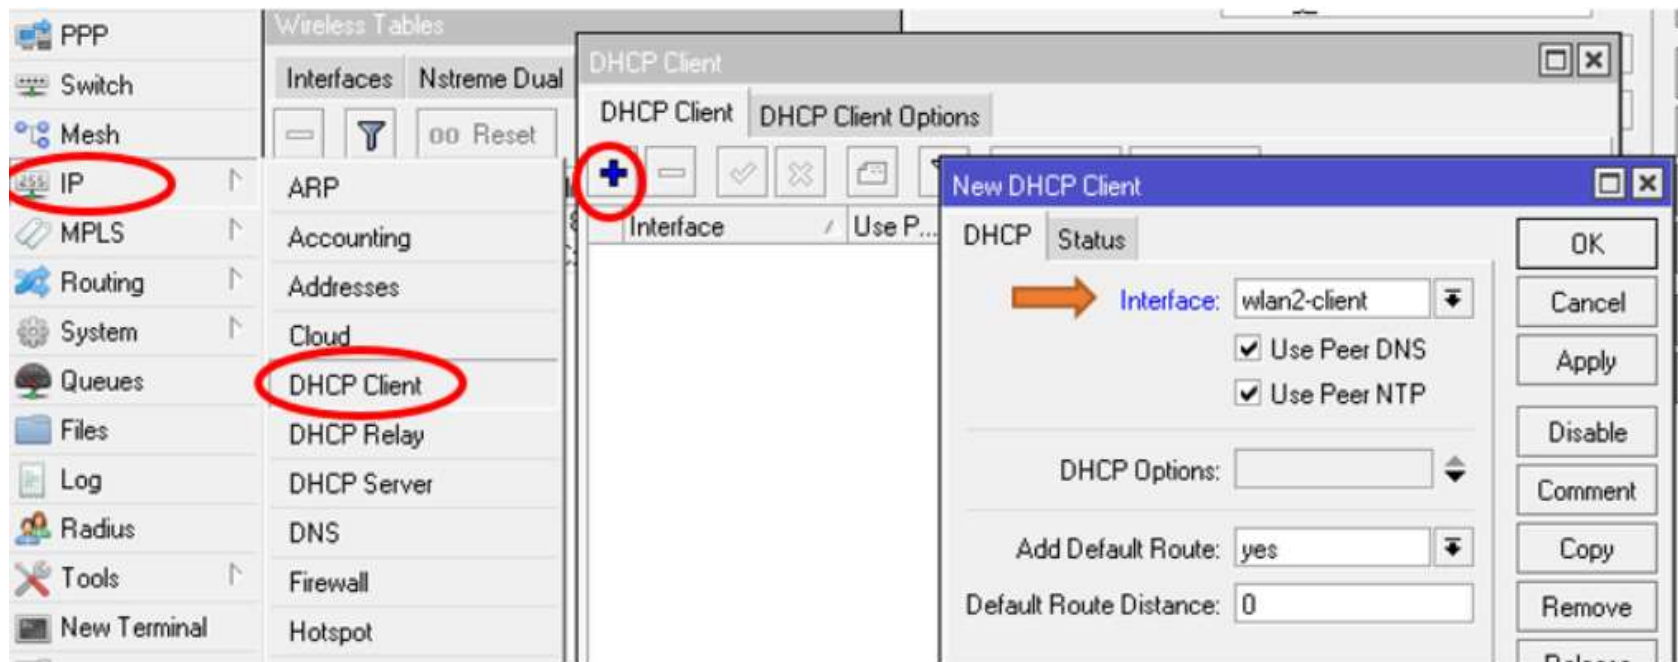 PPP
Switch
Mesh
IP
MPLS
Routing
System
Queues
Files
Log
Radius
Tools
New Terminal
Wireless Tables
Interfaces Nstreme Dual
00 Reset
ARP
Accounting
Addresses
Cloud
DHCP Client
DHCP Relay
DHCP Server
DNS
Firewall
Hotspot
DHCP Client
DHCP Client DHCP Client Options
Interface Use P...
New DHCP Client
DHCP Status
Interface: wlan2-client
Use Peer DNS
Use Peer NTP
DHCP Options:
Add Default Route: yes
Default Route Distance: 0
OK
Cancel
Apply
Disable
Comment
Copy
Remove